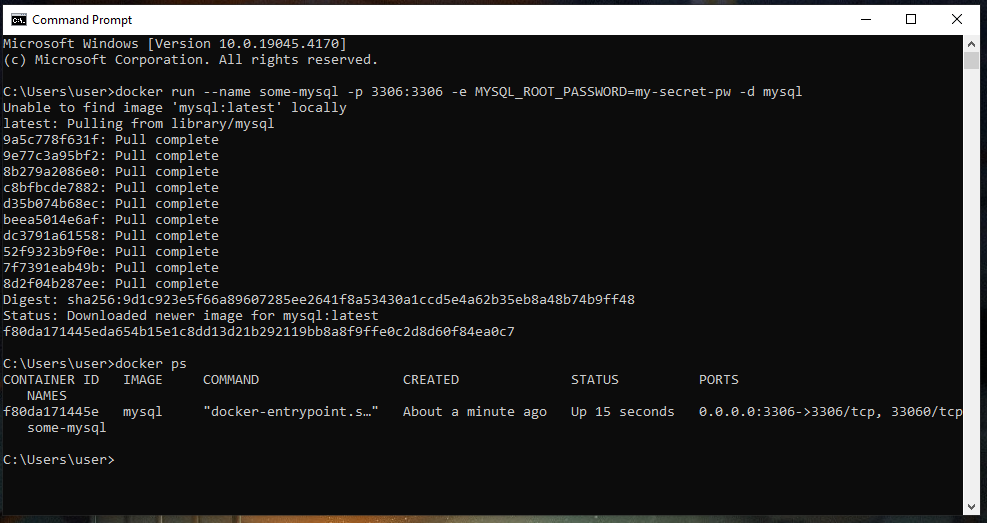 Command Prompt
Microsoft Windows [Version 10.0.19045.4170]
(c) Microsoft Corporation. All rights reserved.
C:\Users\user>docker run --name some-mysql -p 3306:3306 -e MYSQL_ROOT_PASSWORD=my-secret-pw -d mysql
Unable to find image 'mysql:latest' locally
latest: Pulling from library/mysql
9a5c778f631f: Pull complete
9e77c3a95bf2: Pull complete
8b279a2086e0: Pull complete
c8bfbcde7882: Pull complete
d35b074b68ec: Pull complete
beea5014e6af: Pull complete
dc3791a61558: Pull complete
52f9323b9f0e: Pull complete
7f7391eab49b: Pull complete
8d2f04b287ee: Pull complete
Digest: sha256:9d1c923e5f66a89607285ee2641f8a53430a1ccd5e4a62b35eb8a48b74b9ff48
Status: Downloaded newer image for mysql:latest
f80da171445eda654b15e1c8dd13d21b292119bb8a8f9ffe0c2d8d60f84ea0c7
C:\Users\user>docker ps
CONTAINER ID   IMAGE     COMMAND                  CREATED              STATUS          PORTS
   NAMES
f80da171445e   mysql     "docker-entrypoint.s…"   About a minute ago   Up 15 seconds   0.0.0.0:3306->3306/tcp, 33060/tcp
   some-mysql
C:\Users\user>